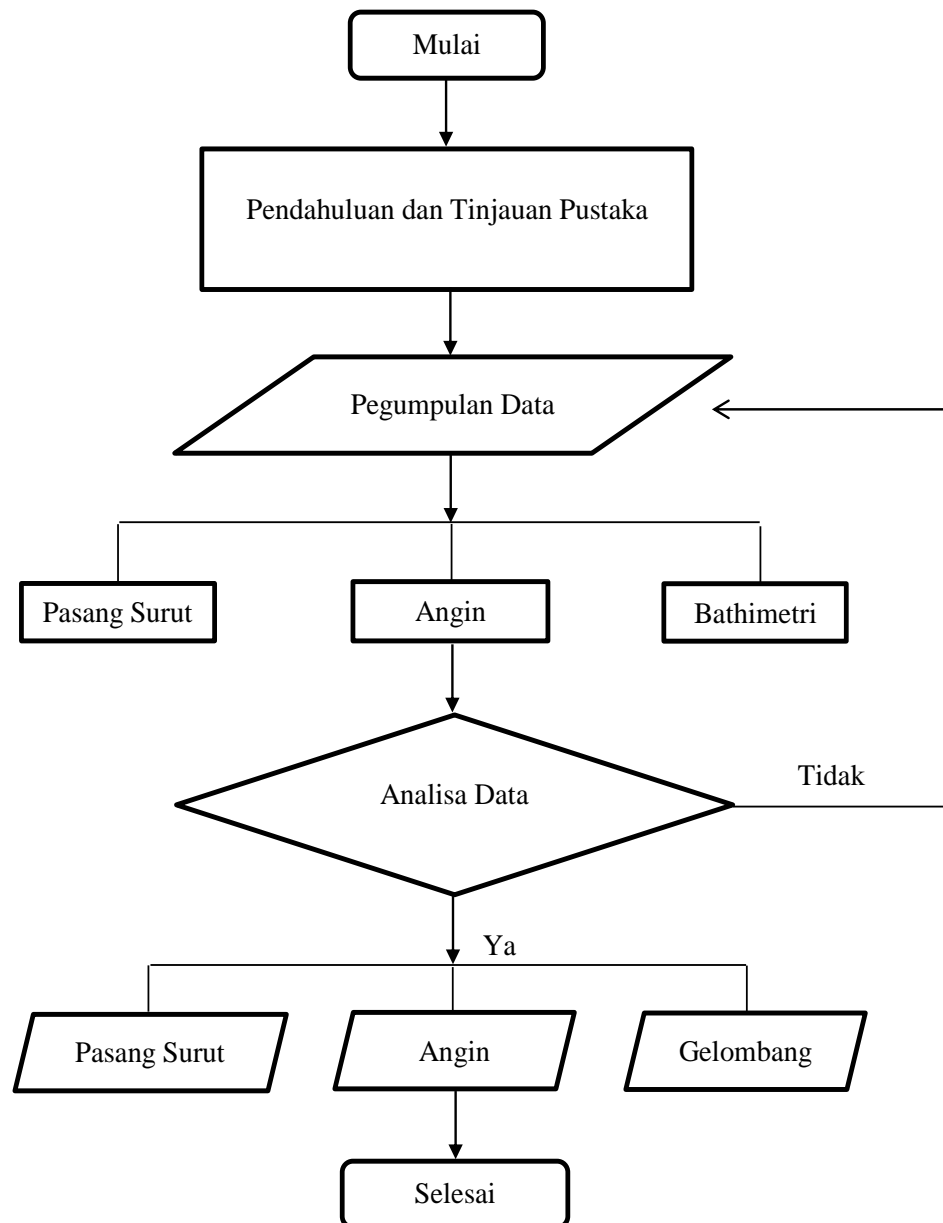 Mulai
Pendahuluan dan Tinjauan Pustaka
Pegumpulan Data
Pasang Surut
Angin
Bathimetri
Analisa Data
Tidak
Ya
Pasang Surut
Angin
Gelombang
Selesai